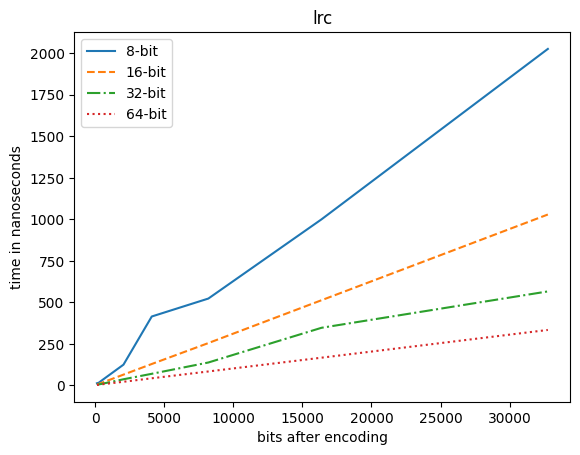 lrc
8-bit
16-bit
32-bit
64-bit
time in nanoseconds
2000
1750
1500
1250
1000
750
500
250
0
0 5000 10000 15000 20000 25000 30000
bits after encoding